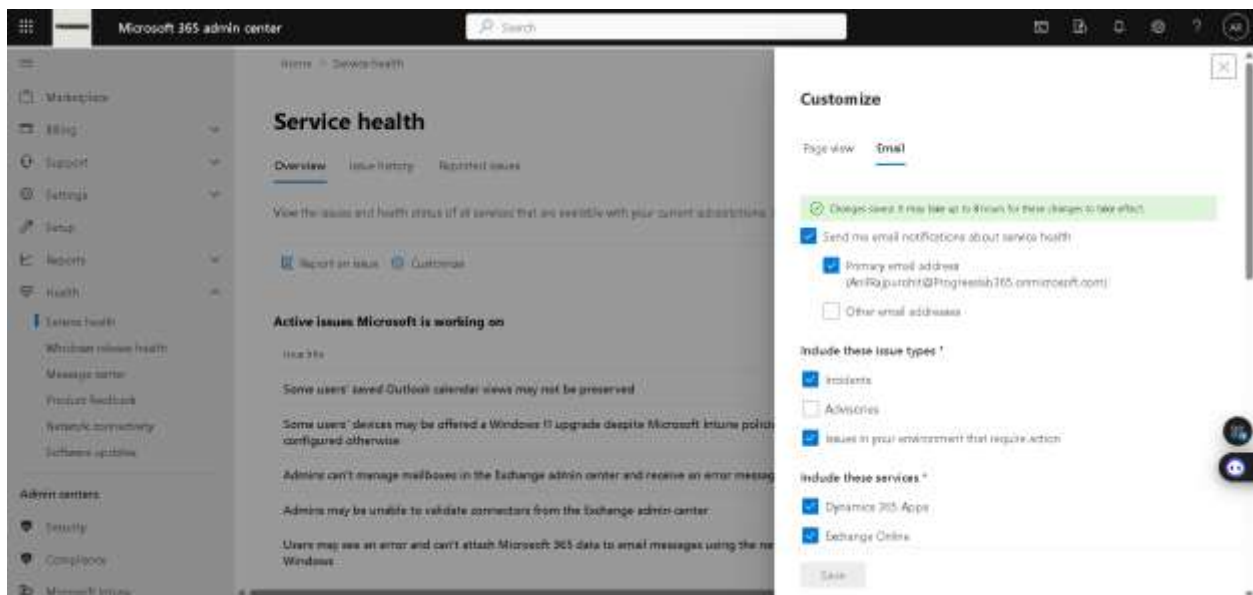 Microsoft 365 admin center
Search
Home > Service health
Marketplace
Billing
Support
Settings
Setup
Reports
Health
Service health
Windows release health
Message center
Product feedback
Network connectivity
Software updates
Admin centers
Security
Compliance
Microsoft Intune
Service health
Overview Issue history Reported issues
View the issues and health status of all services that are available with your current subscriptions.
Report an issue Customize
Active issues Microsoft is working on
Issue title
Some users' saved Outlook calendar views may not be preserved
Some users' devices may be offered a Windows 11 upgrade despite Microsoft Intune polici
configured otherwise
Admins can't manage mailboxes in the Exchange admin center and receive an error messag
Admins may be unable to validate connectors from the Exchange admin center
Users may see an error and can't attach Microsoft 365 data to email messages using the ne
Windows
Customize
Page view Email
Changes saved. It may take up to 8 hours for these changes to take effect.
Send me email notifications about service health
Primary email address
Other email addresses
Include these issue types *
Incidents
Advisories
Issues in your environment that require action
Include these services *
Dynamics 365 Apps
Exchange Online
Save